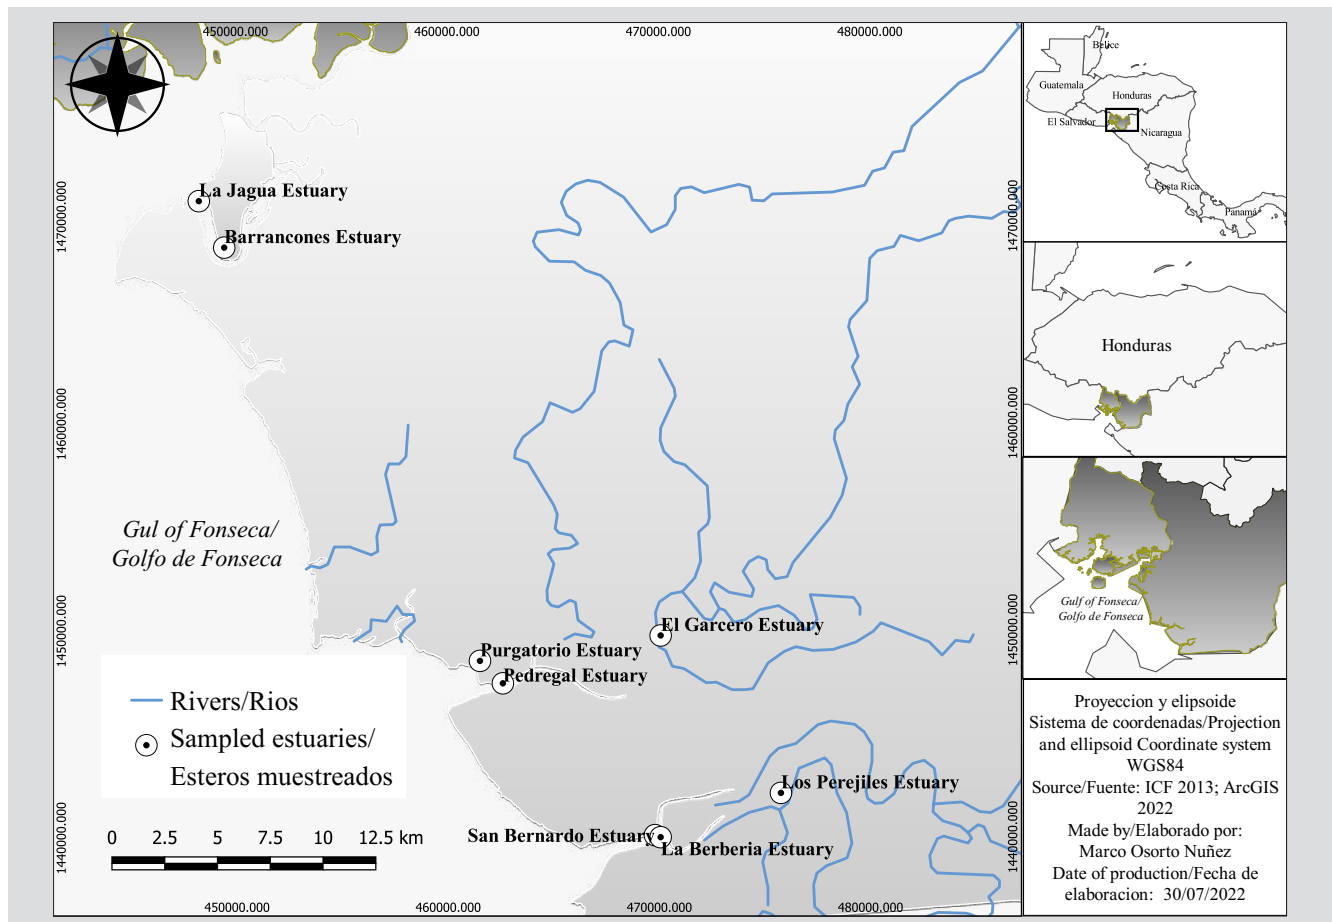 450000.000
460000.000
470000.000
480000.000
1470000.000
1460000.000
1450000.000
1440000.000
La Jagua Estuary
Barrancones Estuary
Gul of Fonseca/
Golfo de Fonseca
El Garcero Estuary
Purgatorio Estuary
Pedregal Estuary
Los Perejiles Estuary
San Bernardo Estuary
La Berberia Estuary
Rivers/Rios
Sampled estuaries/
Esteros muestreados
0 2.5 5 7.5 10 12.5 km
450000.000
460000.000
470000.000
480000.000
1470000.000
1460000.000
1450000.000
1440000.000
Belice
Guatemala
Honduras
El Salvador
Nicaragua
Costa Rica
Panamá
Honduras
Gulf of Fonseca/
Golfo de Fonseca
Proyeccion y elipsoide
Sistema de coordenadas/Projection
and ellipsoid Coordinate system
WGS84
Source/Fuente: ICF 2013; ArcGIS
2022
Made by/Elaborado por:
Marco Osorto Nuñez
Date of production/Fecha de
elaboracion: 30/07/2022